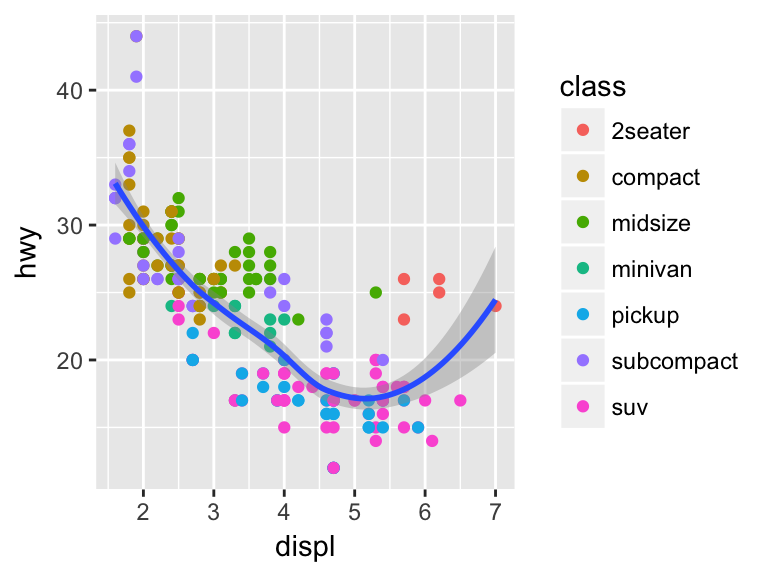 hwy
40
30
20
2 3 4 5 6 7
displ
class
2seater
compact
midsize
minivan
pickup
subcompact
suv